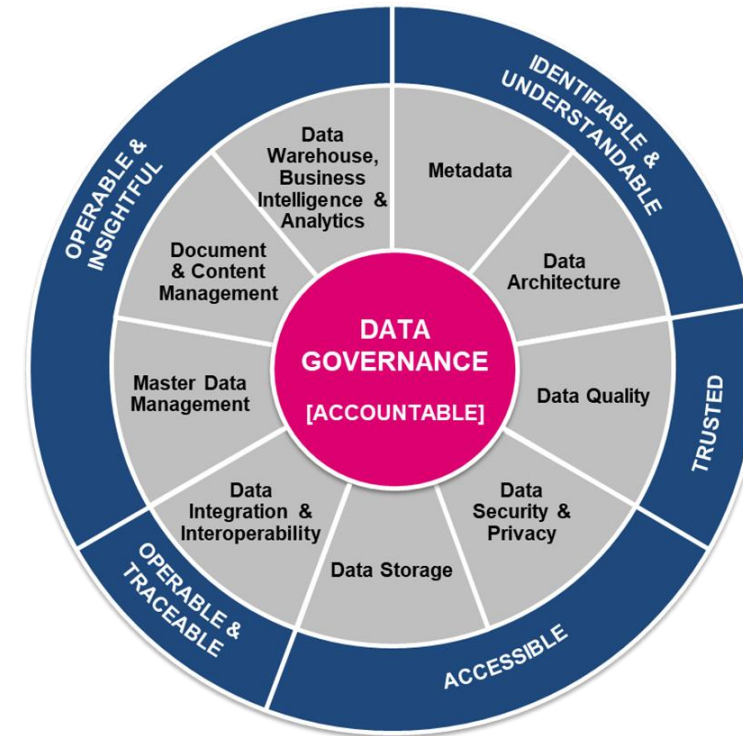 IDENTIFIABLE &
UNDERSTANDABLE
TRUSTED
ACCESSIBLE
OPERABLE &
TRACEABLE
OPERABLE &
INSIGHTFUL
Metadata
Data
Architecture
Data Quality
Data
Security &
Privacy
Data Storage
Data
Integration &
Interoperability
Master Data
Management
Document
& Content
Management
Data
Warehouse,
Business
Intelligence &
Analytics
DATA
GOVERNANCE
[ACCOUNTABLE]